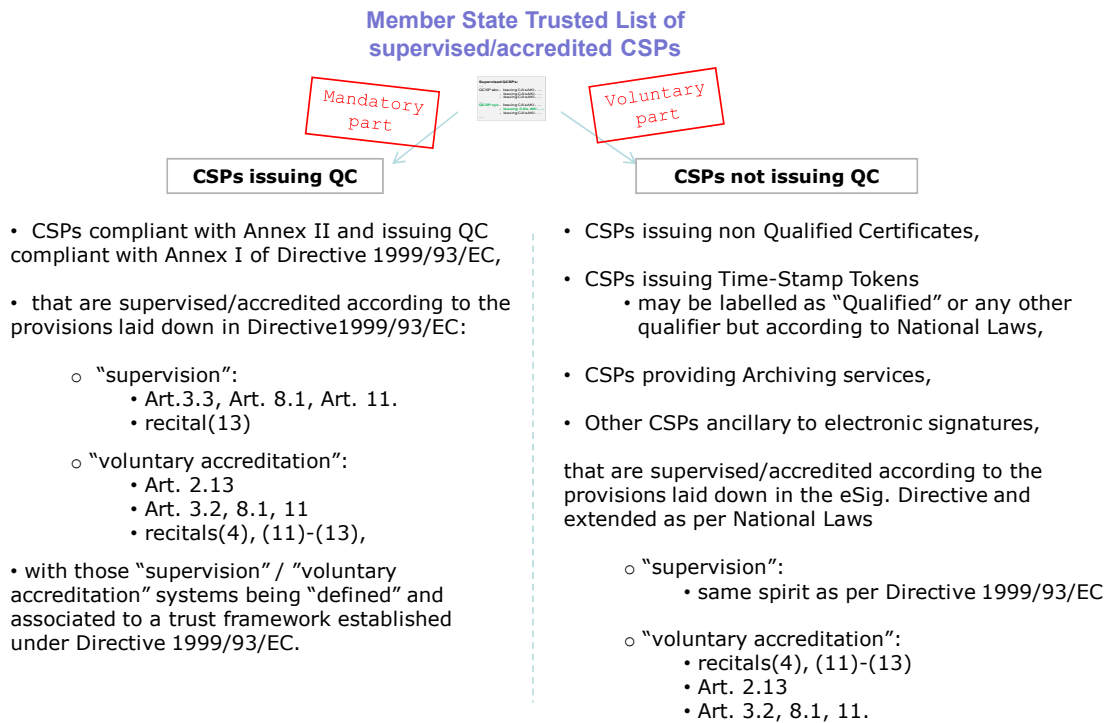 Member State Trusted List of
supervised/accredited CSPs
Mandatory
part
Supervised QCSPs:
Voluntary
part
CSPs issuing QC
CSPs not issuing QC
• CSPs compliant with Annex II and issuing QC
compliant with Annex I of Directive 1999/93/EC,
• that are supervised/accredited according to the
provisions laid down in Directive1999/93/EC:
o “supervision”:
• Art.3.3, Art. 8.1, Art. 11.
• recital(13)
o “voluntary accreditation”:
• Art. 2.13
• Art. 3.2, 8.1, 11
• recitals(4), (11)-(13),
• with those “supervision” / ”voluntary
accreditation” systems being “defined” and
associated to a trust framework established
under Directive 1999/93/EC.
• CSPs issuing non Qualified Certificates,
• CSPs issuing Time-Stamp Tokens
• may be labelled as “Qualified” or any other
qualifier but according to National Laws,
• CSPs providing Archiving services,
• Other CSPs ancillary to electronic signatures,
that are supervised/accredited according to the
provisions laid down in the eSig. Directive and
extended as per National Laws
o “supervision”:
• same spirit as per Directive 1999/93/EC
o “voluntary accreditation”:
• recitals(4), (11)-(13)
• Art. 2.13
• Art. 3.2, 8.1, 11.